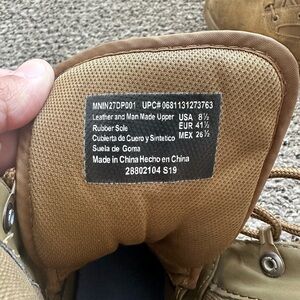 MNIN27DP001 UPC# 0681131273763
Leather and Man Made Upper USA 8½
Rubber Sole EUR 41½
Cubierta de Cuero y Sintetico MEX 26½
Suela de Goma
Made in China Hecho en China
28802104 S19